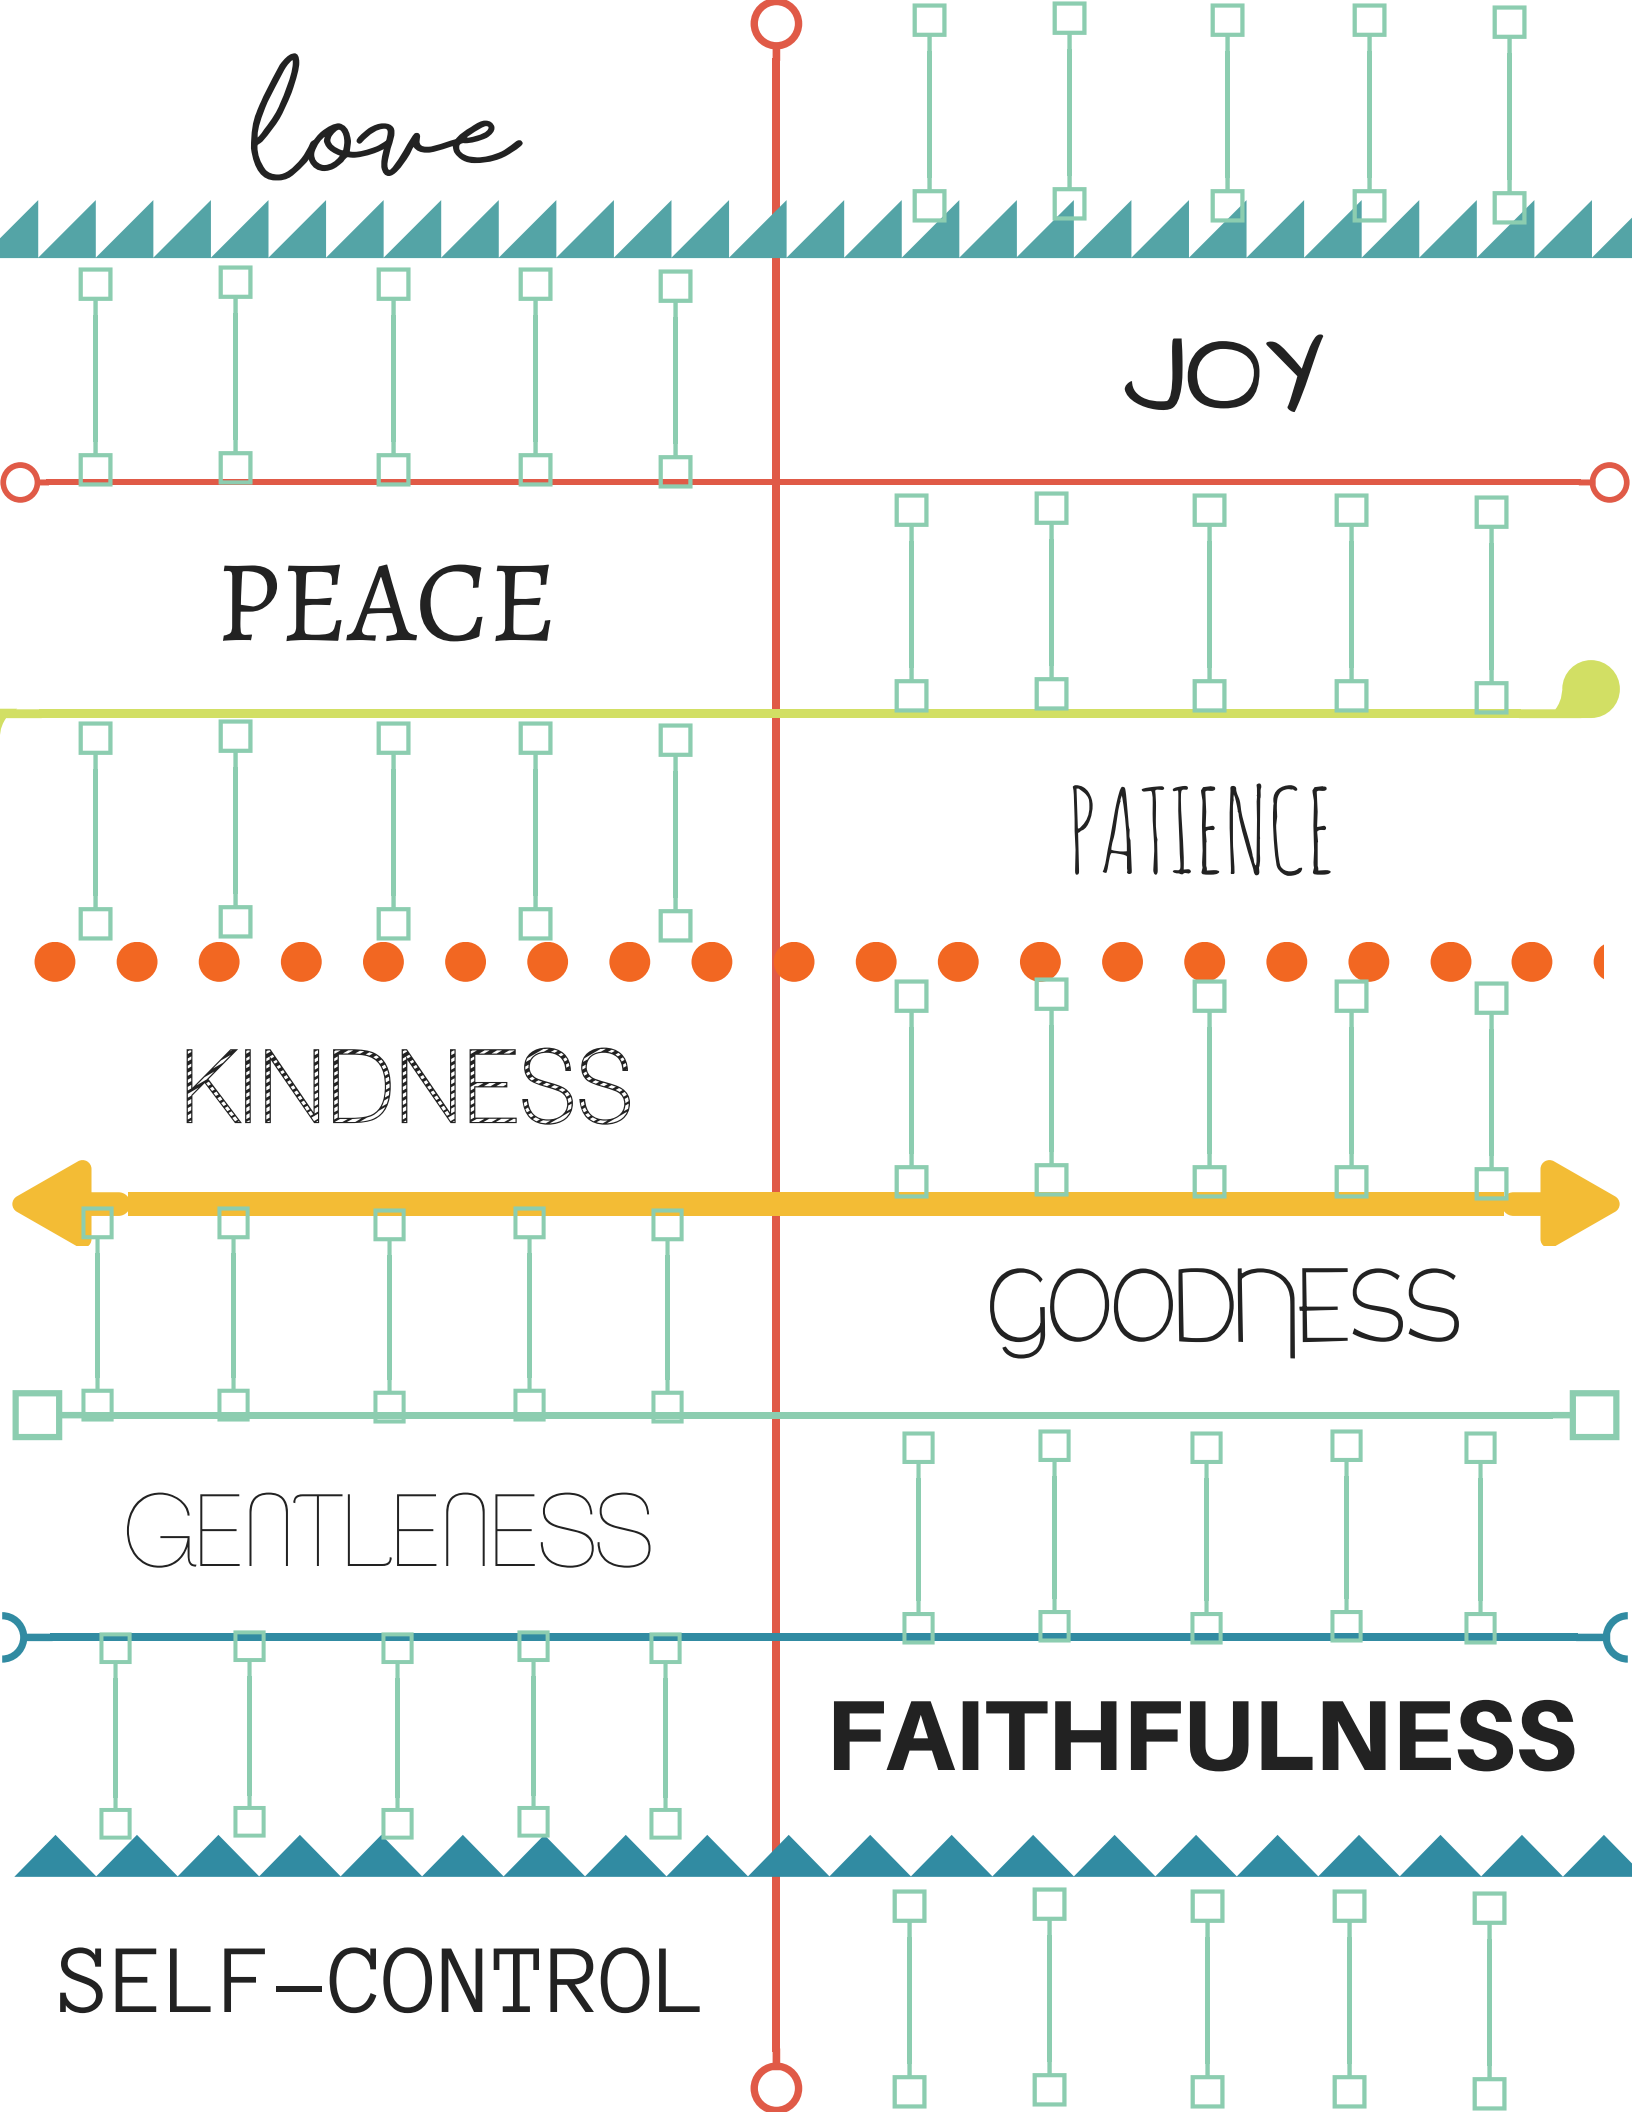 love
JOY
PEACE
PATIENCE
KINDNESS
GOODNESS
GENTLENESS
FAITHFULNESS
SELF-CONTROL